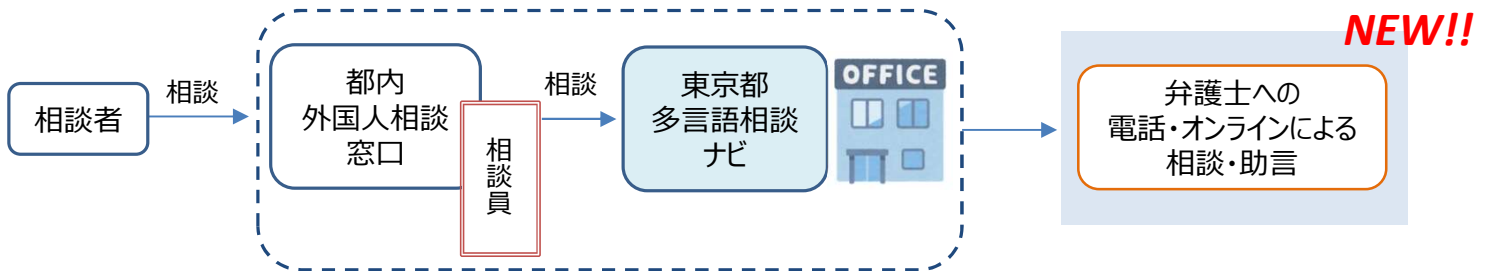 相談者
相談
都内
外国人相談
窓口
相談員
相談
東京都
多言語相談
ナビ
OFFICE
NEW!!
弁護士への
電話・オンラインによる
相談・助言